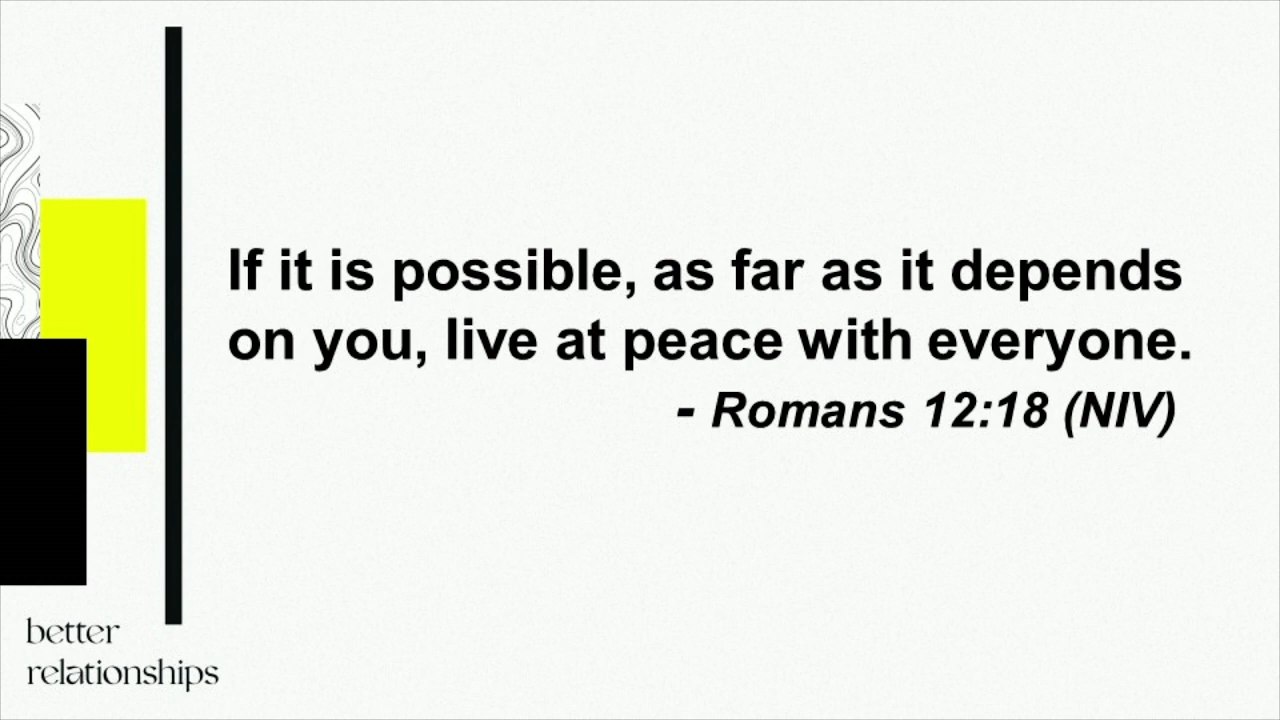 If it is possible, as far as it depends
on you, live at peace with everyone.
- Romans 12:18 (NIV)
better
relationships